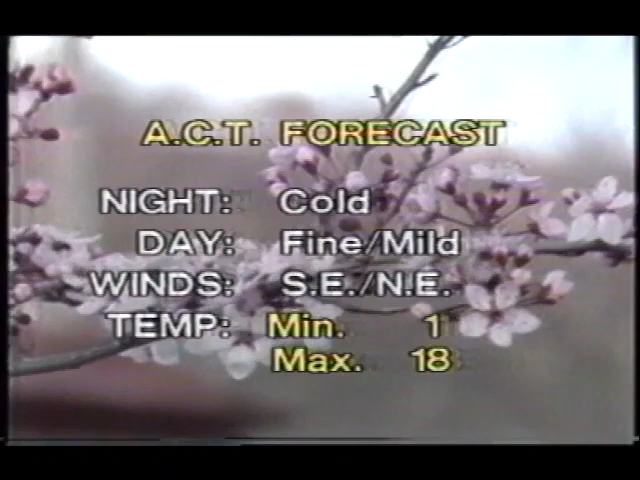 A.C.T. FORECAST
NIGHT: Cold
DAY: Fine/Mild
WINDS: S.E./N.E.
TEMP: Min. 1
Max. 18